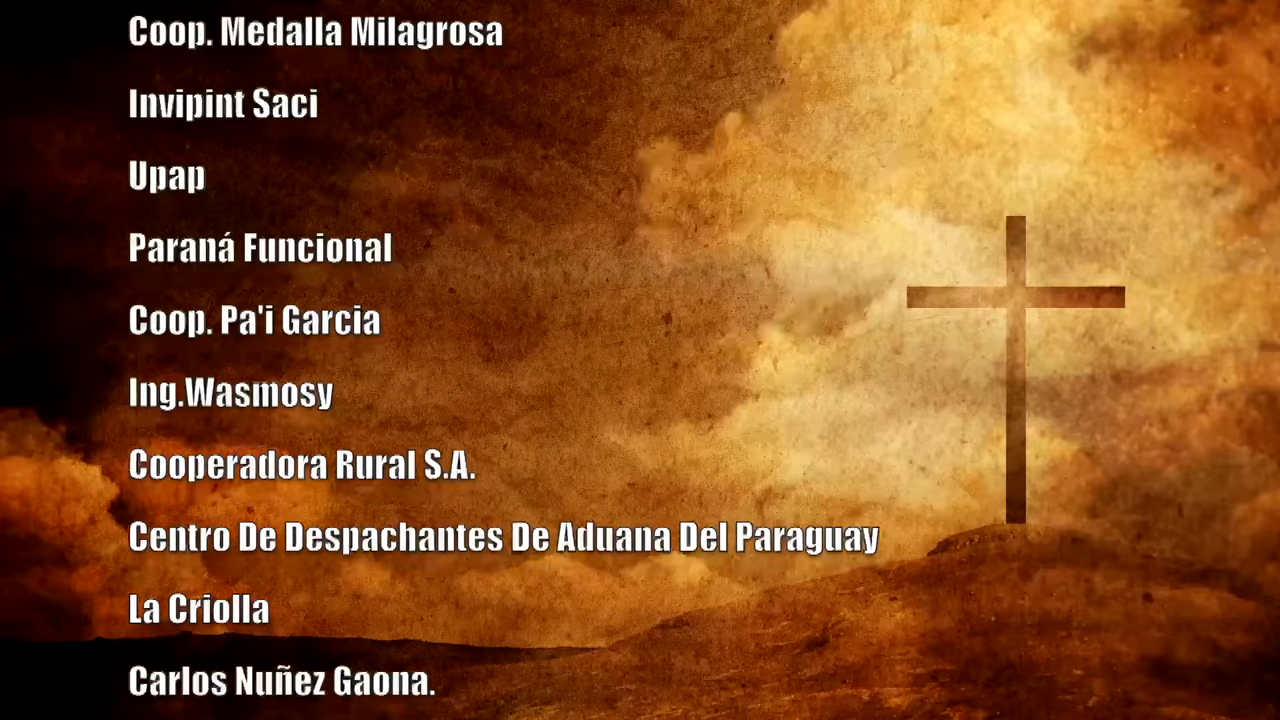 Coop. Medalla Milagrosa
Invipint Saci
Upap
Paraná Funcional
Coop. Pa'i Garcia
Ing.Wasmosy
Cooperadora Rural S.A.
Centro De Despachantes De Aduana Del Paraguay
La Criolla
Carlos Nuñez Gaona.